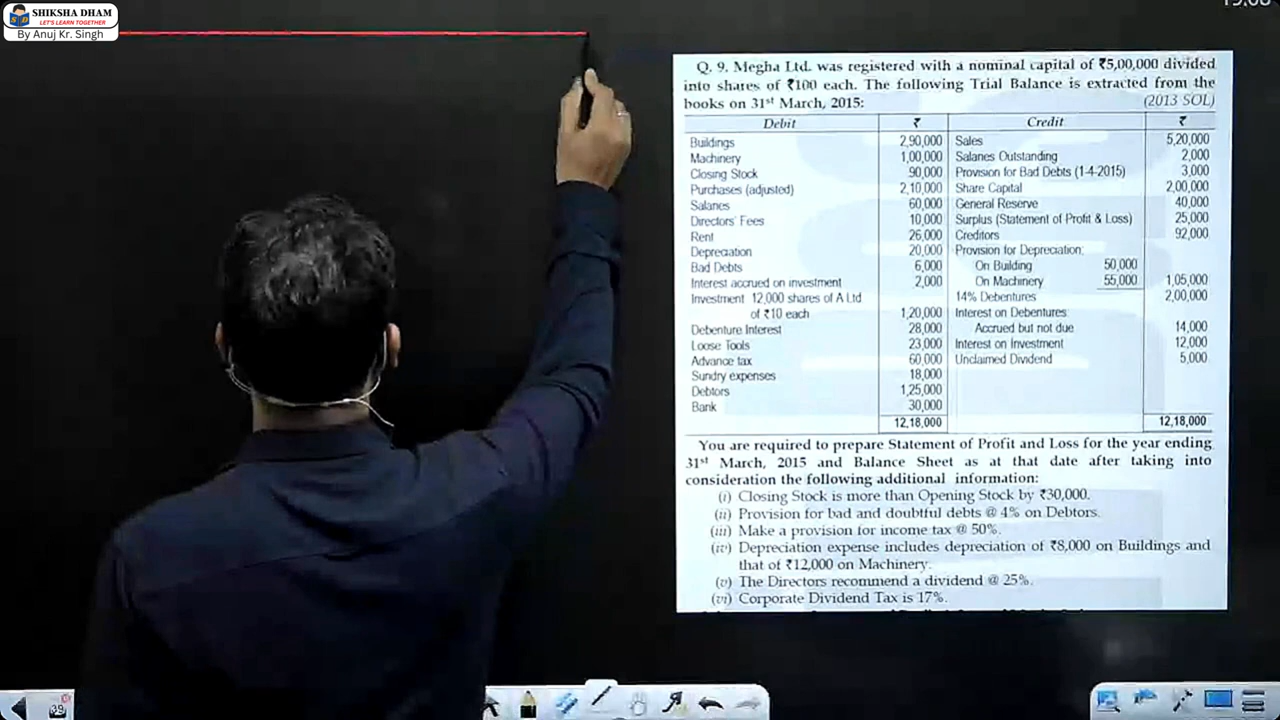 SHIKSHA DHAM
LET'S LEARN TOGETHER
By Anuj Kr. Singh
Q. 9. Megha Ltd. was registered with a nominal capital of ₹5,00,000 divided
into shares of ₹100 each. The following Trial Balance is extracted from the
books on 31st March, 2015: (2013 SOL)
Debit ₹ Credit ₹
Buildings 2,90,000 Sales 5,20,000
Machinery 1,00,000 Salanes Outstanding 2,000
Closing Stock 90,000 Provision for Bad Debts (1-4-2015) 3,000
Purchases (adjusted) 2,10,000 Share Capital 2,00,000
Salanes 60,000 General Reserve 40,000
Directors' Fees 10,000 Surplus (Statement of Profit & Loss) 25,000
Rent 26,000 Creditors 92,000
Depreciation 20,000 Provision for Depreciation:
Bad Debts 6,000 On Building 50,000
Interest accrued on investment 2,000 On Machinery 55,000 1,05,000
Investment 12,000 shares of A Ltd 14% Debentures 2,00,000
of ₹10 each 1,20,000 Interest on Debentures:
Debenture Interest 28,000 Accrued but not due 14,000
Loose Tools 23,000 Interest on Investment 12,000
Advance tax 60,000 Unclaimed Dividend 5,000
Sundry expenses 18,000
Debtors 1,25,000
Bank 30,000
12,18,000 12,18,000
You are required to prepare Statement of Profit and Loss for the year ending
31st March, 2015 and Balance Sheet as at that date after taking into
consideration the following additional information:
(i) Closing Stock is more than Opening Stock by ₹30,000.
(ii) Provision for bad and doubtful debts @ 4% on Debtors.
(iii) Make a provision for income tax @ 50%.
(iv) Depreciation expense includes depreciation of ₹8,000 on Buildings and
that of ₹12,000 on Machinery.
(v) The Directors recommend a dividend @ 25%.
(vi) Corporate Dividend Tax is 17%.
39